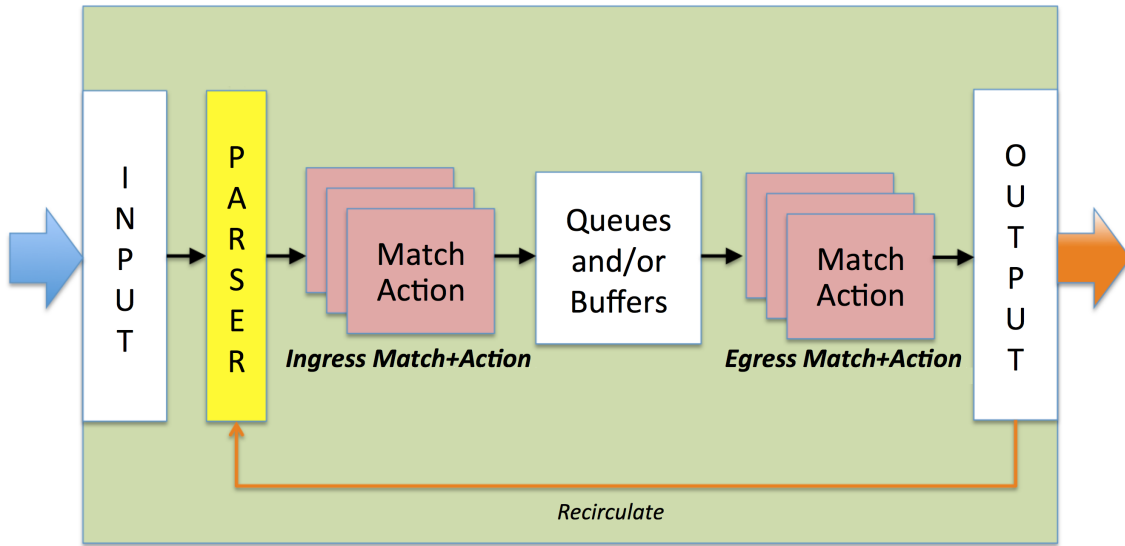 INPUT
PARSER
Match
Action
Ingress Match+Action
Queues
and/or
Buffers
Match
Action
Egress Match+Action
OUTPUT
Recirculate